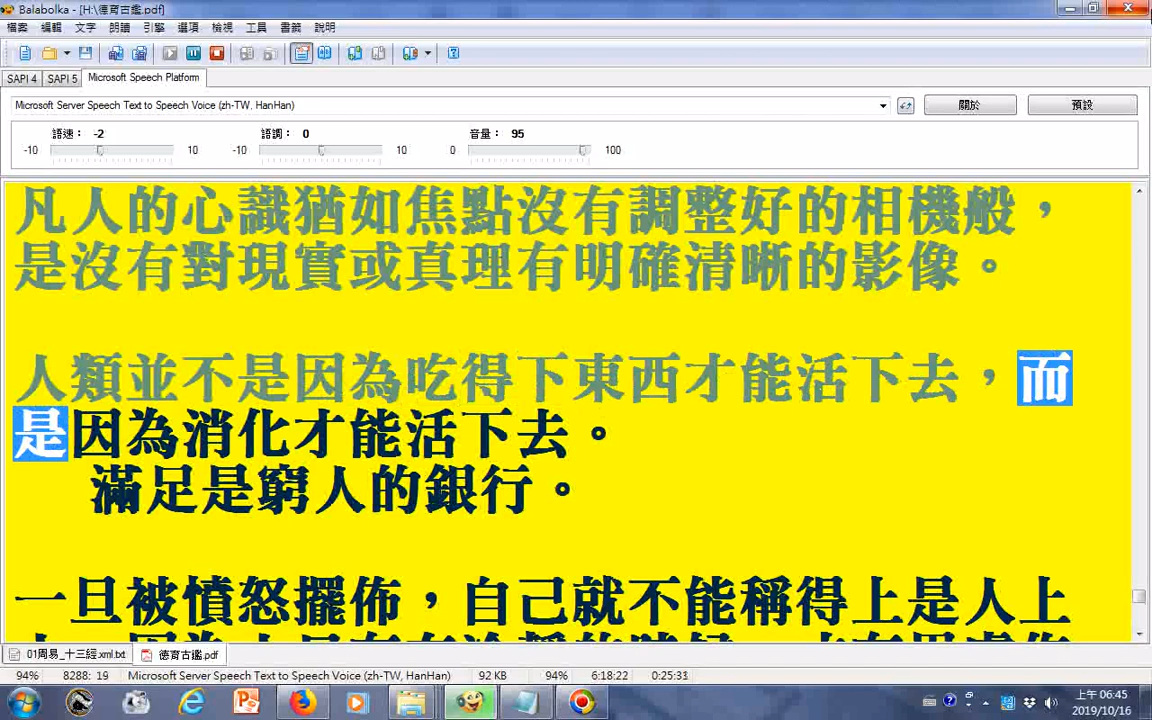 Balabolka - [H:\德育古鑑.pdf]
檔案 編輯 文字 朗讀 引擎 選項 檢視 工具 書籤 說明
SAPI 4 SAPI 5 Microsoft Speech Platform
Microsoft Server Speech Text to Speech Voice (zh-TW, HanHan) 關於 預設
語速： -2 語調： 0 音量： 95
-10 10 -10 10 0 100
凡人的心識猶如焦點沒有調整好的相機般，
是沒有對現實或真理有明確清晰的影像。
人類並不是因為吃得下東西才能活下去，而
是因為消化才能活下去。
滿足是窮人的銀行。
一旦被憤怒擺佈，自己就不能稱得上是人上
01周易_十三經.xml.txt 德育古鑑.pdf
94% 8288: 19 Microsoft Server Speech Text to Speech Voice (zh-TW, HanHan) 92 KB 94% 6:18:22 0:25:31
上午 06:45
2019/10/16